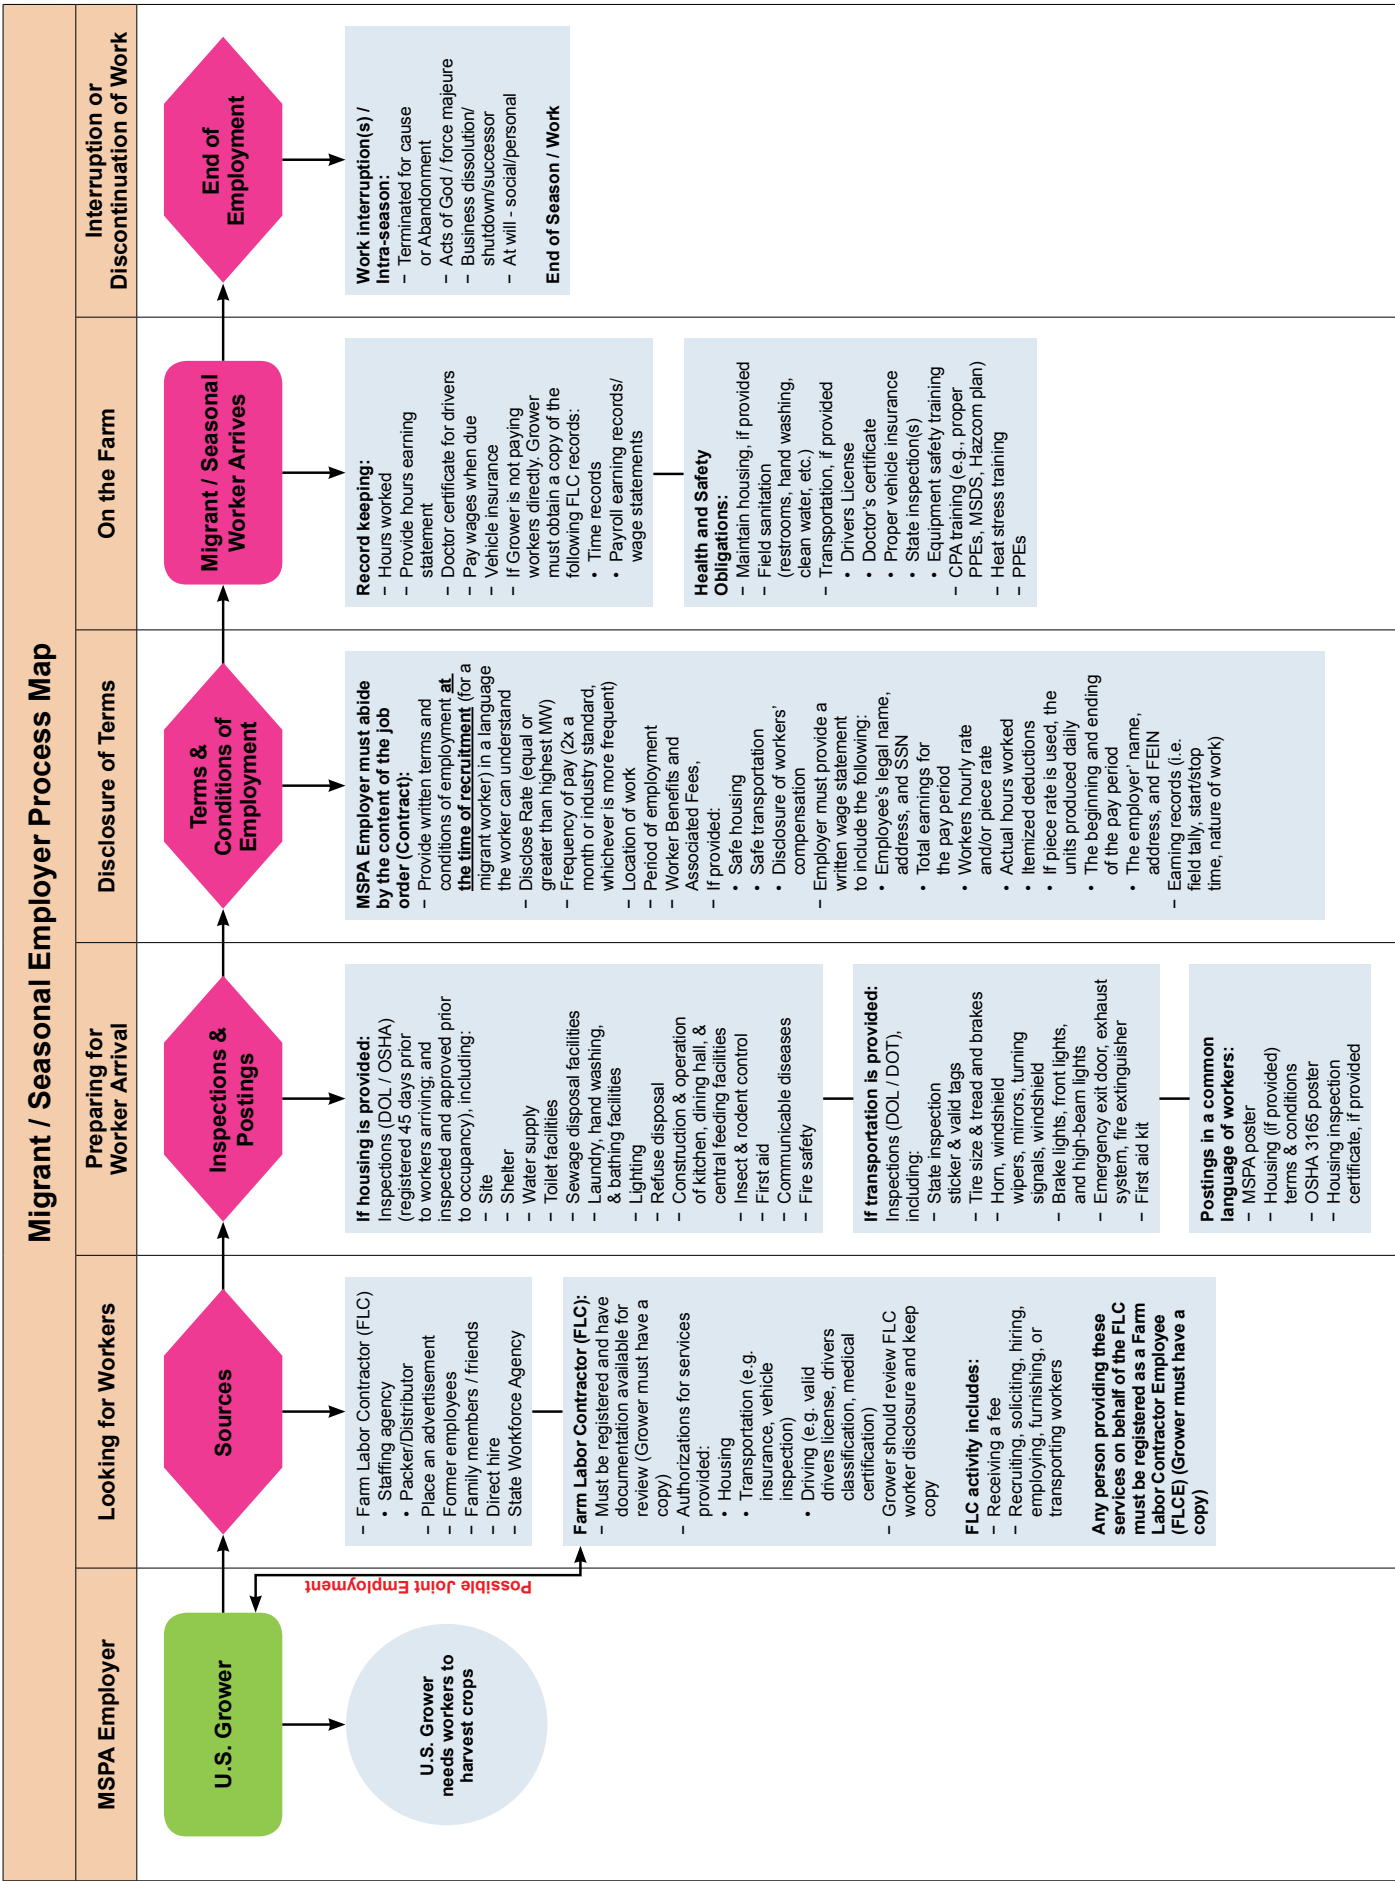 Migrant / Seasonal Employer Process Map
MSPA Employer
Looking for Workers
Preparing for
Worker Arrival
Disclosure of Terms
On the Farm
Interruption or
Discontinuation of Work
U.S. Grower
U.S. Grower
needs workers to
harvest crops
Possible Joint Employment
Sources
– Farm Labor Contractor (FLC)
• Staffing agency
• Packer/Distributor
– Place an advertisement
– Former employees
– Family members / friends
– Direct hire
– State Workforce Agency
Farm Labor Contractor (FLC):
– Must be registered and have
documentation available for
review (Grower must have a
copy)
– Authorizations for services
provided:
• Housing
• Transportation (e.g.
insurance, vehicle
inspection)
• Driving (e.g. valid
drivers license, drivers
classification, medical
certification)
– Grower should review FLC
worker disclosure and keep
copy
FLC activity includes:
– Receiving a fee
– Recruiting, soliciting, hiring,
employing, furnishing, or
transporting workers
Any person providing these
services on behalf of the FLC
must be registered as a Farm
Labor Contractor Employee
(FLCE) (Grower must have a
copy)
Inspections &
Postings
If housing is provided:
Inspections (DOL / OSHA)
(registered 45 days prior
to workers arriving; and
inspected and approved prior
to occupancy), including:
– Site
– Shelter
– Water supply
– Toilet facilities
– Sewage disposal facilities
– Laundry, hand washing,
& bathing facilities
– Lighting
– Refuse disposal
– Construction & operation
of kitchen, dining hall, &
central feeding facilities
– Insect & rodent control
– First aid
– Communicable diseases
– Fire safety
If transportation is provided:
Inspections (DOL / DOT),
including:
– State inspection
sticker & valid tags
– Tire size & tread and brakes
– Horn, windshield
wipers, mirrors, turning
signals, windshield
– Brake lights, front lights,
and high-beam lights
– Emergency exit door, exhaust
system, fire extinguisher
– First aid kit
Postings in a common
language of workers:
– MSPA poster
– Housing (if provided)
terms & conditions
– OSHA 3165 poster
– Housing inspection
certificate, if provided
Terms &
Conditions of
Employment
MSPA Employer must abide
by the content of the job
order (Contract):
– Provide written terms and
conditions of employment at
the time of recruitment (for a
migrant worker) in a language
the worker can understand
– Disclose Rate (equal or
greater than highest MW)
– Frequency of pay (2x a
month or industry standard,
whichever is more frequent)
– Location of work
– Period of employment
– Worker Benefits and
Associated Fees,
– If provided:
• Safe housing
• Safe transportation
• Disclosure of workers'
compensation
– Employer must provide a
written wage statement
to include the following:
• Employee's legal name,
address, and SSN
• Total earnings for
the pay period
• Workers hourly rate
and/or piece rate
• Actual hours worked
• Itemized deductions
• If piece rate is used, the
units produced daily
• The beginning and ending
of the pay period
• The employer' name,
address, and FEIN
– Earning records (i.e.
field tally, start/stop
time, nature of work)
Migrant / Seasonal
Worker Arrives
Record keeping:
– Hours worked
– Provide hours earning
statement
– Doctor certificate for drivers
– Pay wages when due
– Vehicle insurance
– If Grower is not paying
workers directly. Grower
must obtain a copy of the
following FLC records:
• Time records
• Payroll earning records/
wage statements
Health and Safety
Obligations:
– Maintain housing, if provided
– Field sanitation
(restrooms, hand washing,
clean water, etc.)
– Transportation, if provided
• Drivers License
• Doctor's certificate
• Proper vehicle insurance
• State inspection(s)
• Equipment safety training
– CPA training (e.g., proper
PPEs, MSDS, Hazcom plan)
– Heat stress training
– PPEs
End of
Employment
Work interruption(s) /
Intra-season:
– Terminated for cause
or Abandonment
– Acts of God / force majeure
– Business dissolution/
shutdown/successor
– At will - social/personal
End of Season / Work